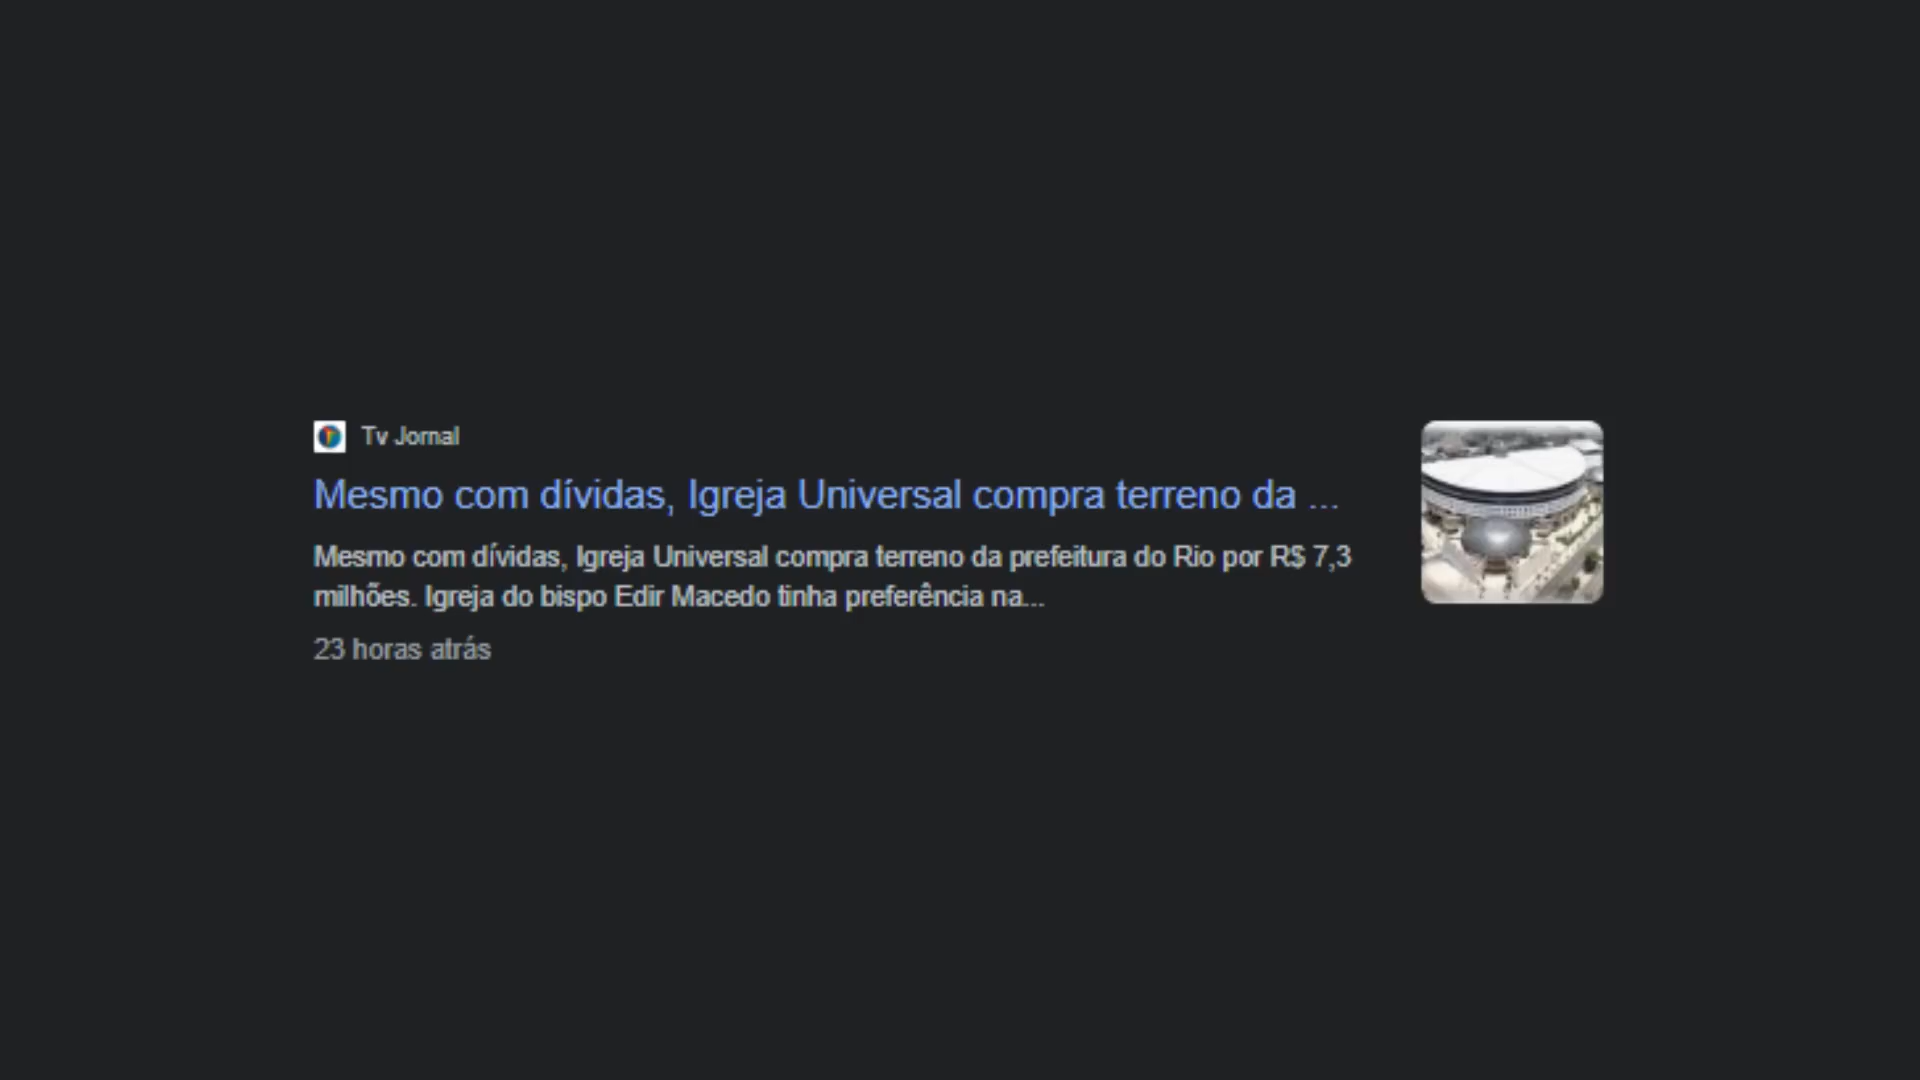 Tv Jornal
Mesmo com dívidas, Igreja Universal compra terreno da ...
Mesmo com dívidas, Igreja Universal compra terreno da prefeitura do Rio por R$ 7,3
milhões. Igreja do bispo Edir Macedo tinha preferência na...
23 horas atrás